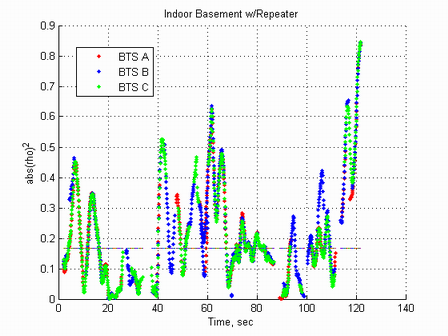 Indoor Basement w/Repeater
0.9
0.8
0.7
0.6
0.5
0.4
0.3
0.2
0.1
0
abs(rho)^2
BTS A
BTS B
BTS C
0 20 40 60 80 100 120 140
Time, sec